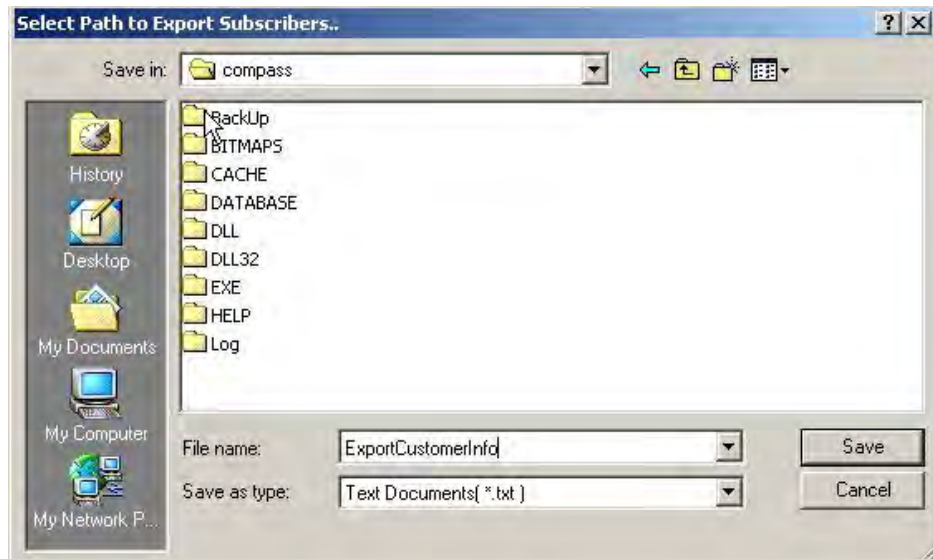 Select Path to Export Subscribers..
Save in: compass
History
Desktop
My Documents
My Computer
My Network P...
BackUp
BITMAPS
CACHE
DATABASE
DLL
DLL32
EXE
HELP
Log
File name: ExportCustomerInfo
Save
Save as type: Text Documents( *.txt )
Cancel